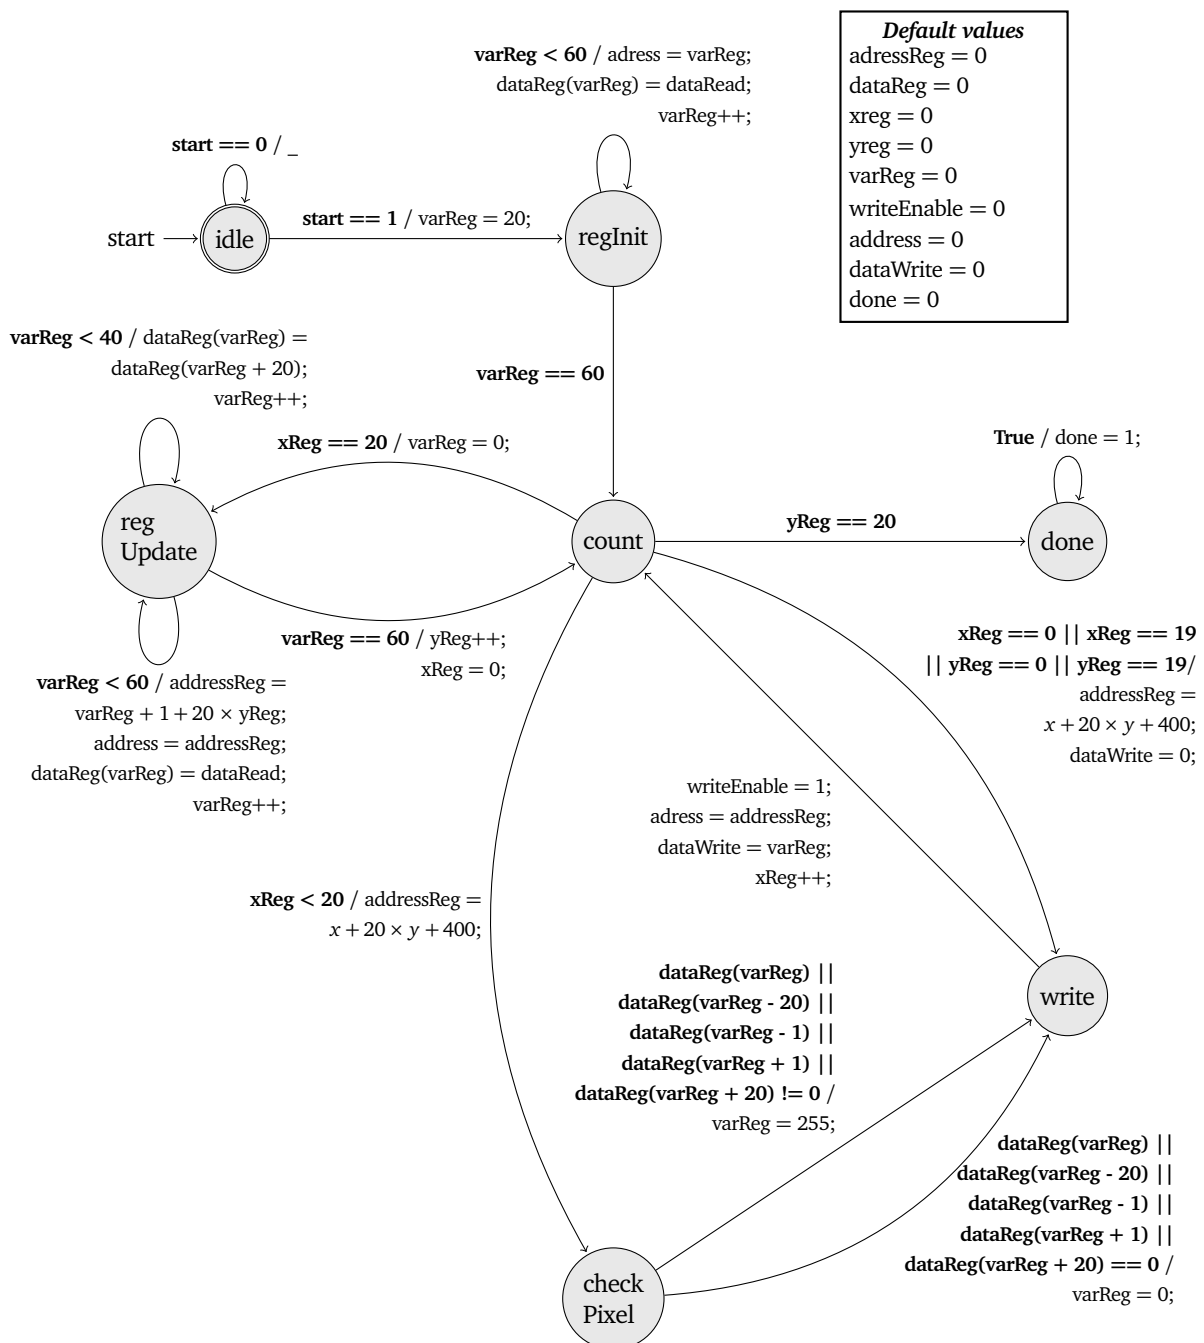 varReg < 60 / adress = varReg;
dataReg(varReg) = dataRead;
varReg++;
Default values
adressReg = 0
dataReg = 0
xreg = 0
yreg = 0
varReg = 0
writeEnable = 0
address = 0
dataWrite = 0
done = 0
start == 0 / _
start
idle
start == 1 / varReg = 20;
regInit
varReg < 40 / dataReg(varReg) =
dataReg(varReg + 20);
varReg++;
varReg == 60
xReg == 20 / varReg = 0;
True / done = 1;
reg
Update
count
yReg == 20
done
varReg == 60 / yReg++;
xReg = 0;
xReg == 0 || xReg == 19
|| yReg == 0 || yReg == 19/
addressReg =
x + 20 × y + 400;
dataWrite = 0;
varReg < 60 / addressReg =
varReg + 1 + 20 × yReg;
address = addressReg;
dataReg(varReg) = dataRead;
varReg++;
writeEnable = 1;
adress = addressReg;
dataWrite = varReg;
xReg++;
xReg < 20 / addressReg =
x + 20 × y + 400;
dataReg(varReg) ||
dataReg(varReg - 20) ||
dataReg(varReg - 1) ||
dataReg(varReg + 1) ||
dataReg(varReg + 20) != 0 /
varReg = 255;
write
dataReg(varReg) ||
dataReg(varReg - 20) ||
dataReg(varReg - 1) ||
dataReg(varReg + 1) ||
dataReg(varReg + 20) == 0 /
varReg = 0;
check
Pixel